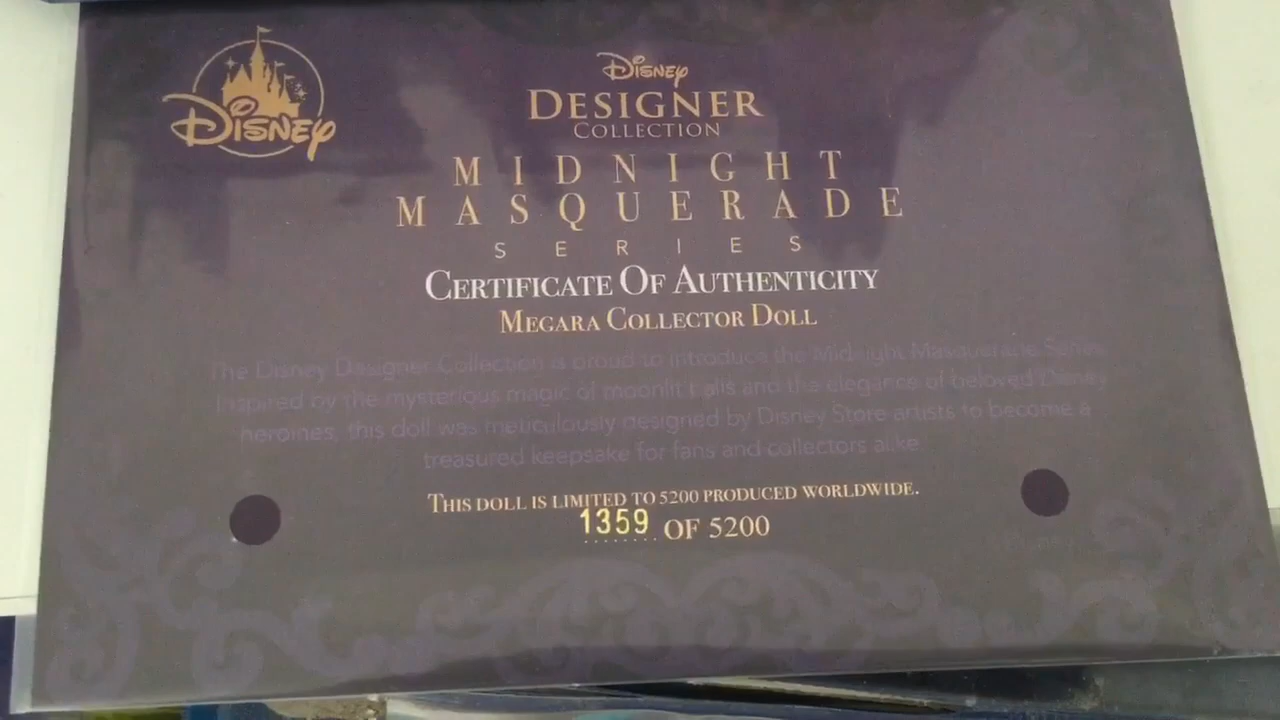 Disney
Disney
DESIGNER
COLLECTION
MIDNIGHT
MASQUERADE
SERIES
CERTIFICATE OF AUTHENTICITY
MEGARA COLLECTOR DOLL
The Disney Designer Collection is proud to introduce the Midnight Masquerade Series.
Inspired by the mysterious magic of moonlit balls and the elegance of beloved Disney
heroines, this doll was meticulously designed by Disney Store artists to become a
treasured keepsake for fans and collectors alike.
THIS DOLL IS LIMITED TO 5200 PRODUCED WORLDWIDE.
1359 OF 5200